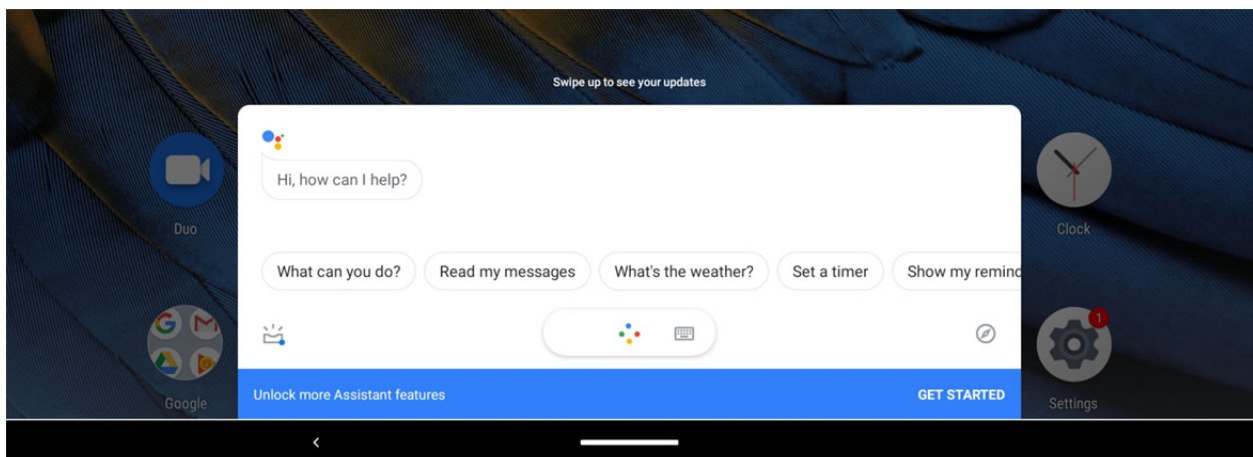 Swipe up to see your updates
Hi, how can I help?
Duo
Clock
What can you do? Read my messages What's the weather? Set a timer Show my remind
1
Unlock more Assistant features GET STARTED
Google
Settings